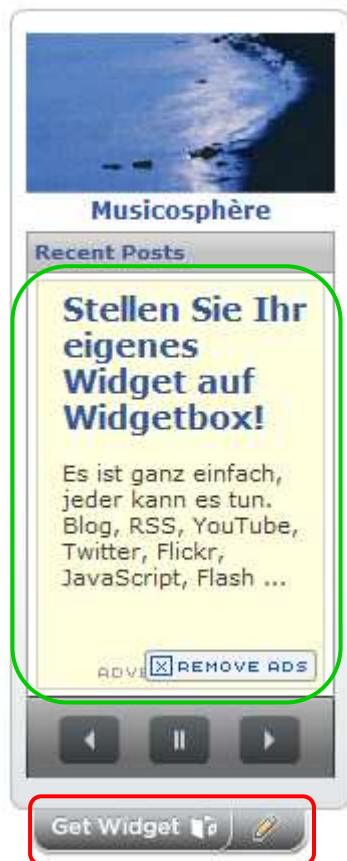 Musicosphère
Recent Posts
Stellen Sie Ihr
eigenes
Widget auf
Widgetbox!
Es ist ganz einfach,
jeder kann es tun.
Blog, RSS, YouTube,
Twitter, Flickr,
JavaScript, Flash ...
REMOVE ADS
Get Widget